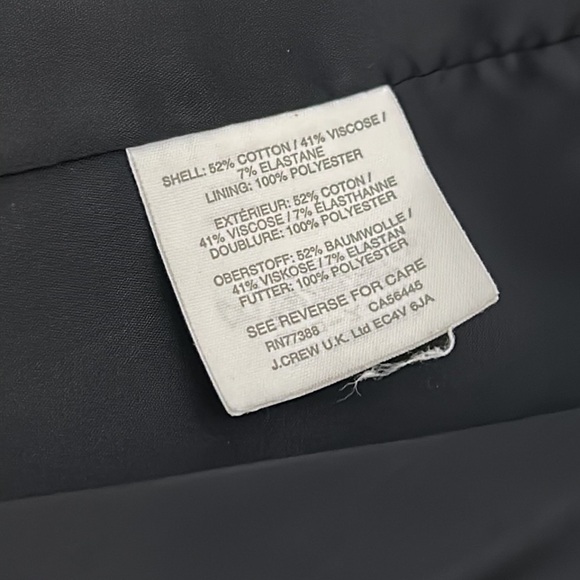 SHELL: 52% COTTON / 41% VISCOSE /
7% ELASTANE
LINING: 100% POLYESTER
EXTÉRIEUR: 52% COTON /
41% VISCOSE / 7% ÉLASTHANNE
DOUBLURE: 100% POLYESTER
OBERSTOFF: 52% BAUMWOLLE /
41% VISKOSE / 7% ELASTAN
FUTTER: 100% POLYESTER
SEE REVERSE FOR CARE
RN77388 CA56445
J.CREW U.K. Ltd EC4V 6JA